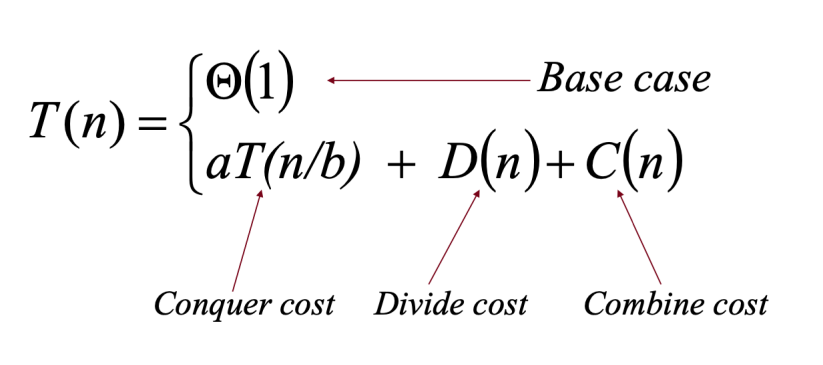 Θ(1) Base case
T(n) =
aT(n/b) + D(n) + C(n)
Conquer cost Divide cost Combine cost